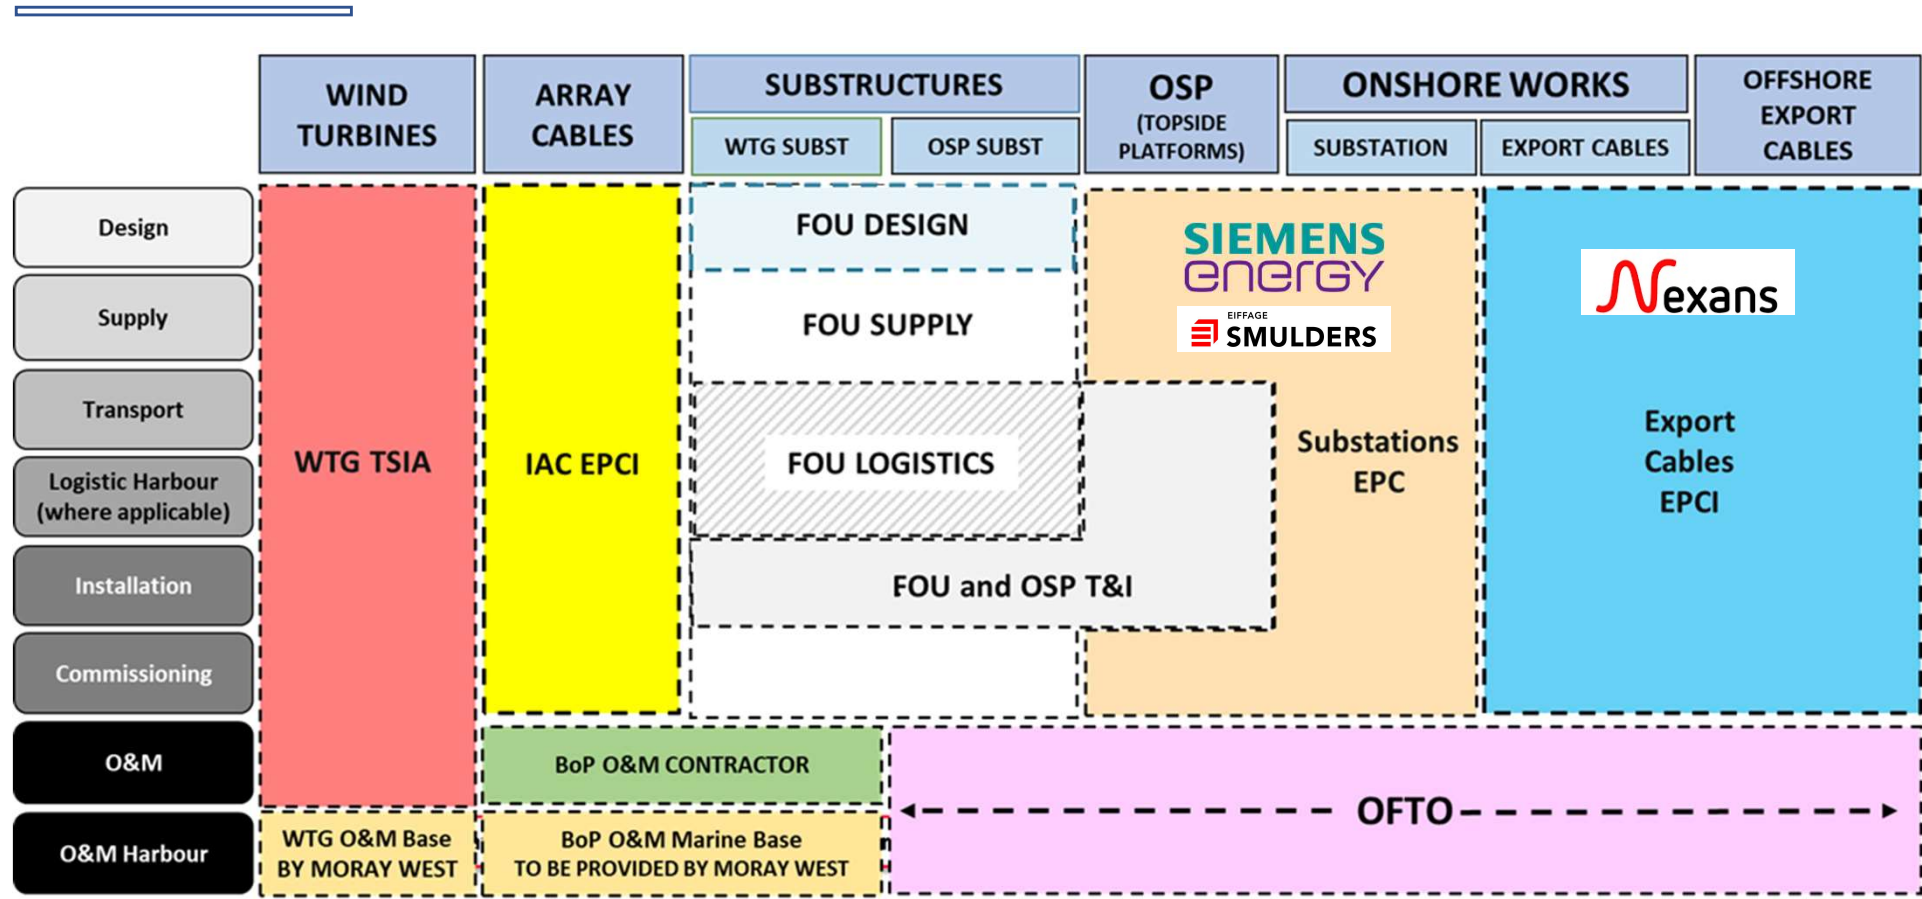 WIND
TURBINES
ARRAY
CABLES
SUBSTRUCTURES
WTG SUBST
OSP SUBST
OSP
(TOPSIDE
PLATFORMS)
ONSHORE WORKS
SUBSTATION
EXPORT CABLES
OFFSHORE
EXPORT
CABLES
Design
Supply
Transport
Logistic Harbour
(where applicable)
Installation
Commissioning
O&M
O&M Harbour
WTG TSIA
IAC EPCI
FOU DESIGN
FOU SUPPLY
FOU LOGISTICS
FOU and OSP T&I
SIEMENS
energy
EIFFAGE
SMULDERS
Substations
EPC
Nexans
Export
Cables
EPCI
BoP O&M CONTRACTOR
OFTO
WTG O&M Base
BY MORAY WEST
BoP O&M Marine Base
TO BE PROVIDED BY MORAY WEST